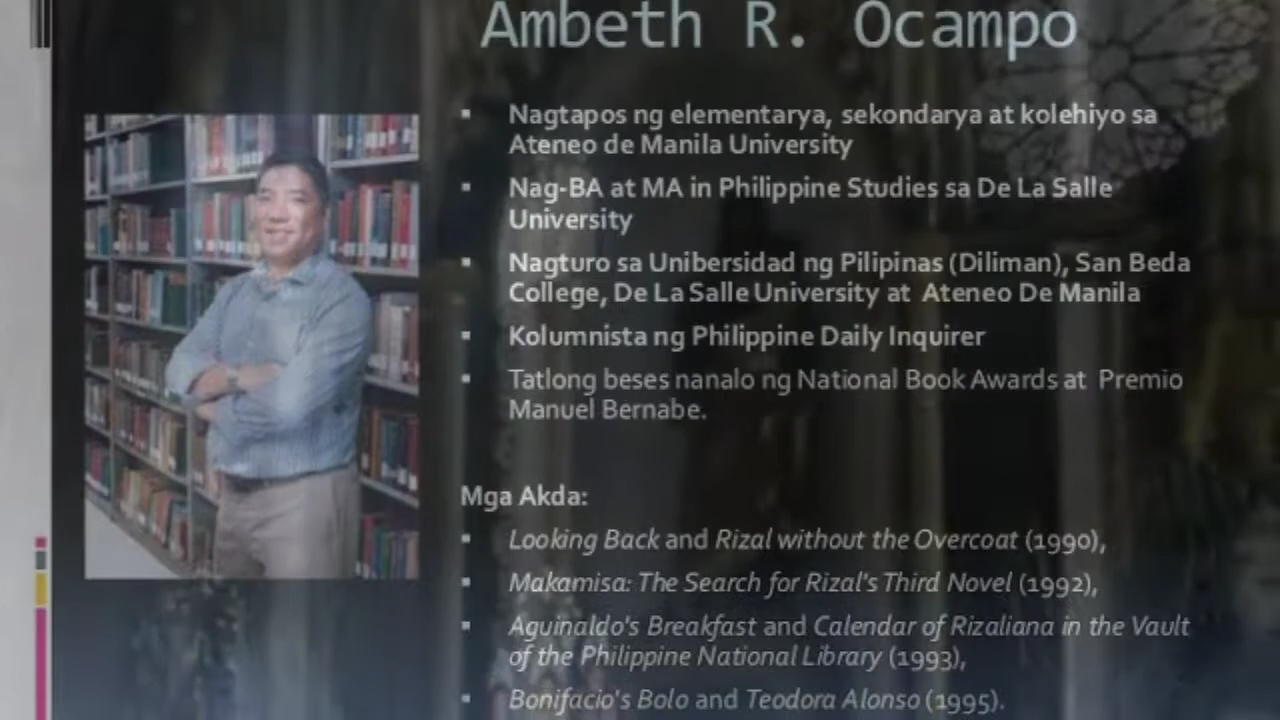 Ambeth R. Ocampo
Nagtapos ng elementarya, sekondarya at kolehiyo sa
Ateneo de Manila University
Nag-BA at MA in Philippine Studies sa De La Salle
University
Nagturo sa Unibersidad ng Pilipinas (Diliman), San Beda
College, De La Salle University at Ateneo De Manila
Kolumnista ng Philippine Daily Inquirer
Tatlong beses nanalo ng National Book Awards at Premio
Manuel Bernabe.
Mga Akda:
Looking Back and Rizal without the Overcoat (1990),
Makamisa: The Search for Rizal's Third Novel (1992),
Aguinaldo's Breakfast and Calendar of Rizaliana in the Vault
of the Philippine National Library (1993),
Bonifacio's Bolo and Teodora Alonso (1995).